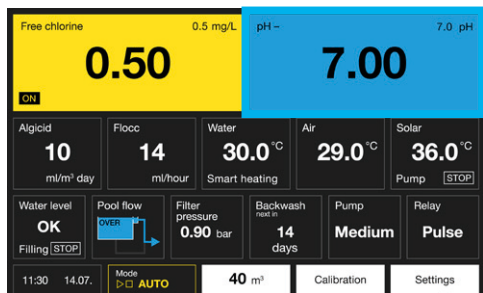 Free chlorine 0.5 mg/L
0.50
ON
pH – 7.0 pH
7.00
Algicid
10
ml/m³ day
Flocc
14
ml/hour
Water
30.0 °C
Smart heating
Air
29.0 °C
Solar
36.0 °C
Pump STOP
Water level
OK
Filling STOP
Pool flow
OVER
Filter
pressure
0.90 bar
Backwash
next in
14
days
Pump
Medium
Relay
Pulse
11:30 14.07.
Mode
AUTO
40 m³
Calibration
Settings